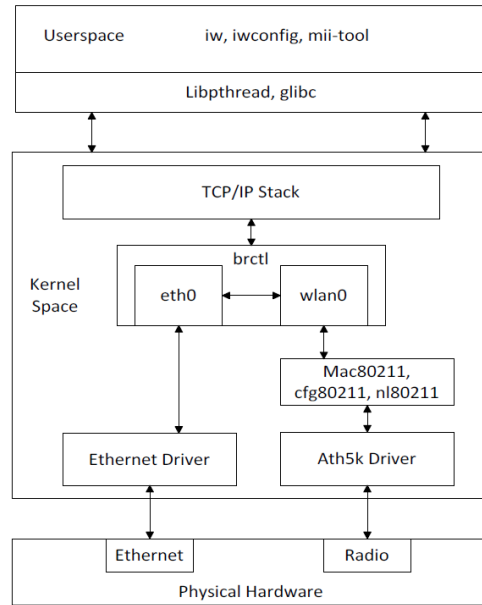 Userspace iw, iwconfig, mii-tool
Libpthread, glibc
TCP/IP Stack
brctl
eth0 wlan0
Kernel
Space
Mac80211,
cfg80211, nl80211
Ethernet Driver Ath5k Driver
Ethernet Radio
Physical Hardware